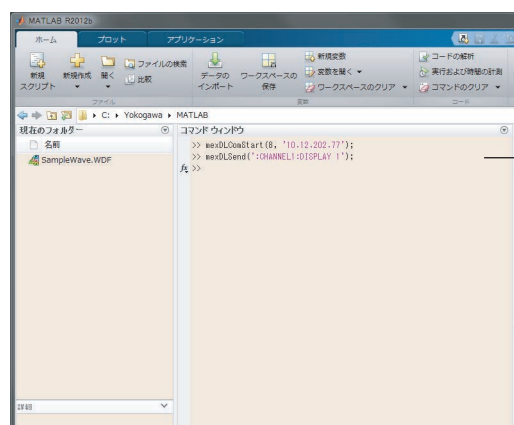 MATLAB R2012b
ホーム プロット アプリケーション
新規 スクリプト
新規作成
開く
ファイルの検索
比較
データの インポート
ワークスペースの 保存
新規変数
変数を開く
ワークスペースのクリア
コードの解析
実行および時間の計測
コマンドのクリア
ファイル 変数 コード
C: Yokogawa MATLAB
現在のフォルダー
名前
SampleWave.WDF
詳細
コマンド ウィンドウ
>> mexDLComStart(8, '10.12.202.77');
>> mexDLSend(':CHANNEL1:DISPLAY 1');
fx >>